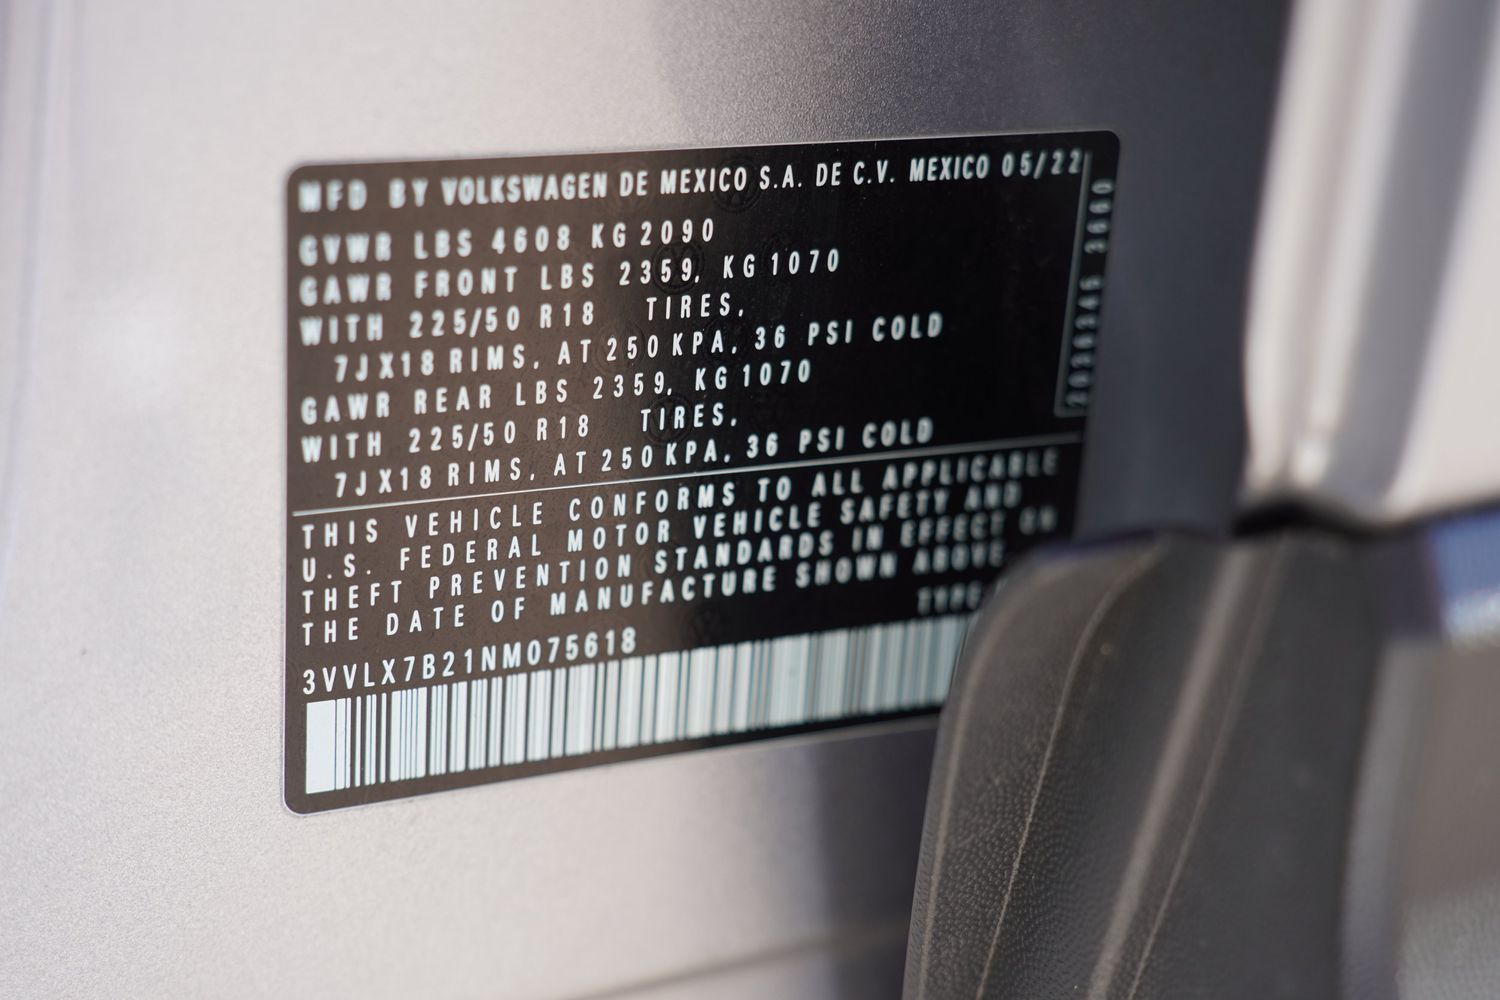 MFD BY VOLKSWAGEN DE MEXICO S.A. DE C.V. MEXICO 05/22
GVWR LBS 4608 KG 2090
GAWR FRONT LBS 2359, KG 1070
WITH 225/50 R18 TIRES,
7JX18 RIMS, AT 250 KPA, 36 PSI COLD
GAWR REAR LBS 2359, KG 1070
WITH 225/50 R18 TIRES,
7JX18 RIMS, AT 250 KPA, 36 PSI COLD
THIS VEHICLE CONFORMS TO ALL APPLICABLE
U.S. FEDERAL MOTOR VEHICLE SAFETY AND
THEFT PREVENTION STANDARDS IN EFFECT ON
THE DATE OF MANUFACTURE SHOWN ABOVE
TYPE
3VVLX7B21NM075618